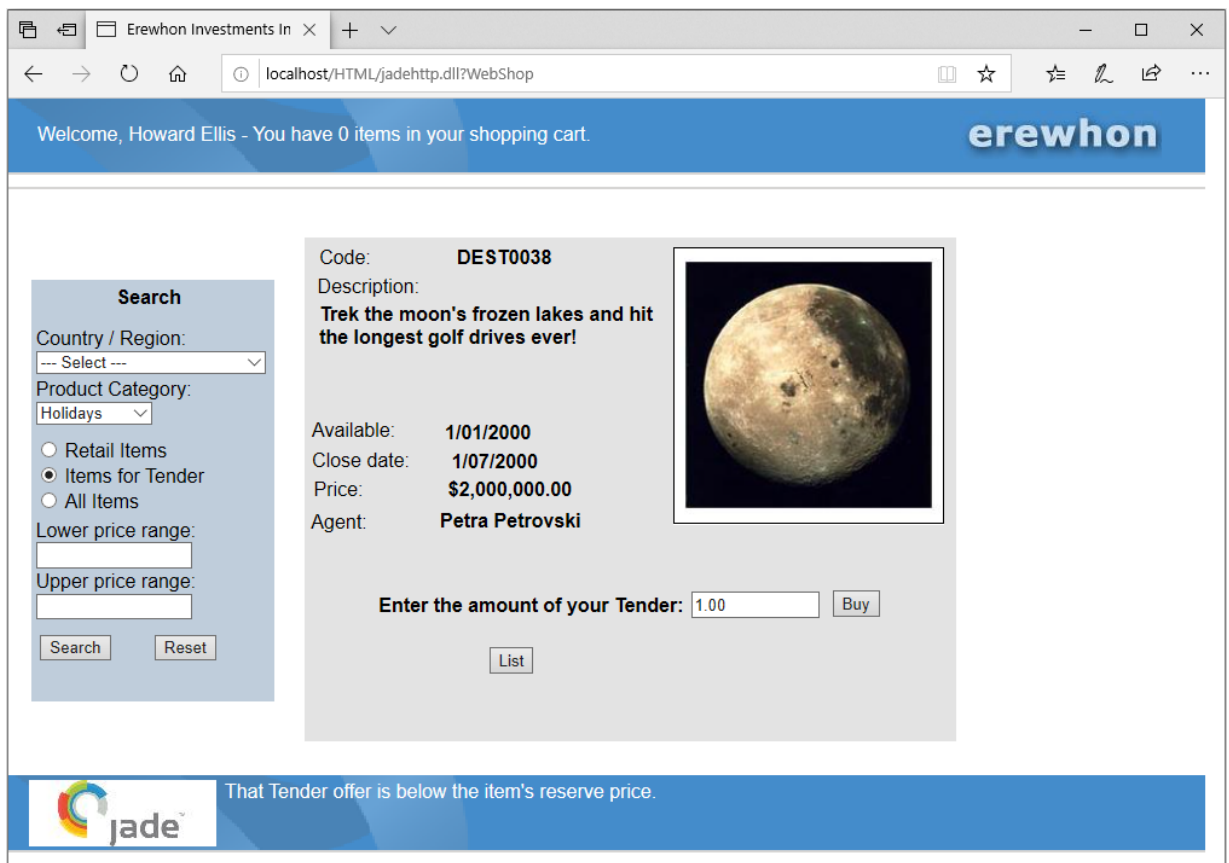 Erewhon Investments In
localhost/HTML/jadehttp.dll?WebShop
Welcome, Howard Ellis - You have 0 items in your shopping cart.
erewhon
Search
Country / Region:
--- Select ---
Product Category:
Holidays
Retail Items
Items for Tender
All Items
Lower price range:
Upper price range:
Search Reset
Code: DEST0038
Description:
Trek the moon's frozen lakes and hit
the longest golf drives ever!
Available: 1/01/2000
Close date: 1/07/2000
Price: $2,000,000.00
Agent: Petra Petrovski
Enter the amount of your Tender: 1.00 Buy
List
jade
That Tender offer is below the item's reserve price.